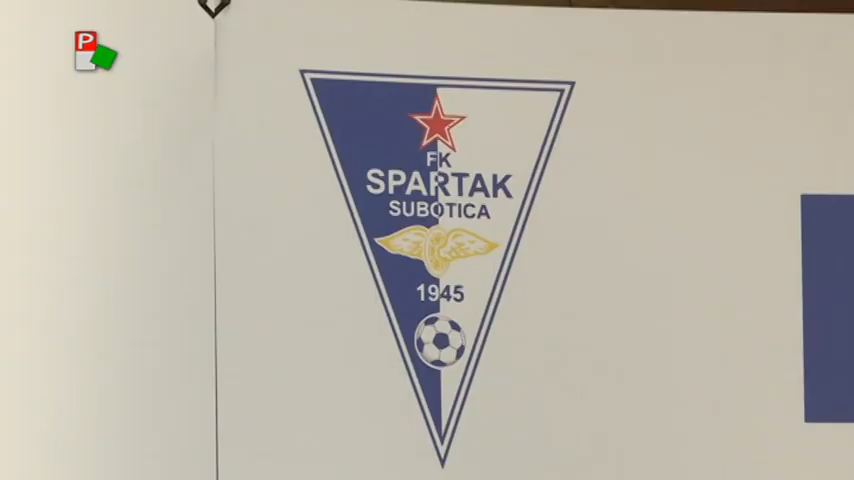 P
FK
SPARTAK
SUBOTICA
1945